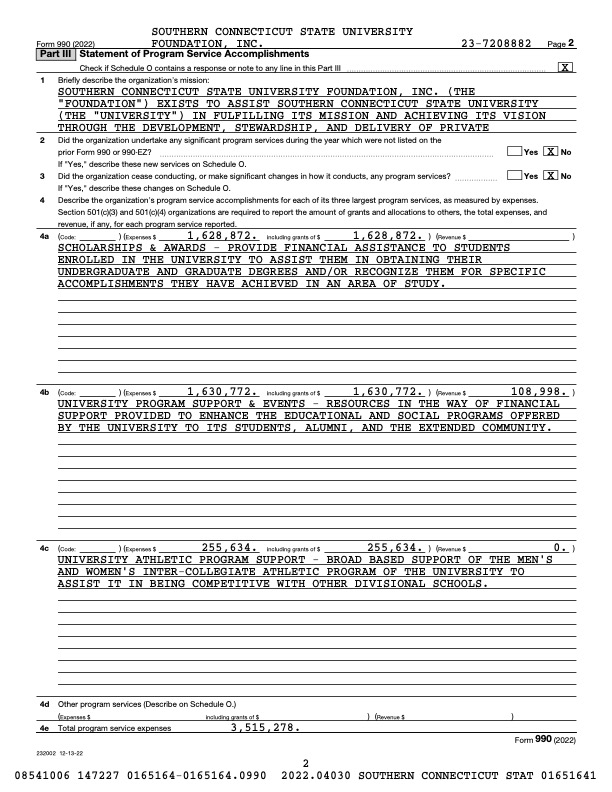 SOUTHERN CONNECTICUT STATE UNIVERSITY
Form 990 (2022) FOUNDATION, INC. 23-7208882 Page 2
Part III Statement of Program Service Accomplishments
Check if Schedule O contains a response or note to any line in this Part III X
1 Briefly describe the organization's mission:
SOUTHERN CONNECTICUT STATE UNIVERSITY FOUNDATION, INC. (THE
"FOUNDATION") EXISTS TO ASSIST SOUTHERN CONNECTICUT STATE UNIVERSITY
(THE "UNIVERSITY") IN FULFILLING ITS MISSION AND ACHIEVING ITS VISION
THROUGH THE DEVELOPMENT, STEWARDSHIP, AND DELIVERY OF PRIVATE
2 Did the organization undertake any significant program services during the year which were not listed on the
prior Form 990 or 990-EZ? Yes X No
If "Yes," describe these new services on Schedule O.
3 Did the organization cease conducting, or make significant changes in how it conducts, any program services? Yes X No
If "Yes," describe these changes on Schedule O.
4 Describe the organization's program service accomplishments for each of its three largest program services, as measured by expenses.
Section 501(c)(3) and 501(c)(4) organizations are required to report the amount of grants and allocations to others, the total expenses, and
revenue, if any, for each program service reported.
4a (Code: ) (Expenses $ 1,628,872. including grants of $ 1,628,872. ) (Revenue $ )
SCHOLARSHIPS & AWARDS - PROVIDE FINANCIAL ASSISTANCE TO STUDENTS
ENROLLED IN THE UNIVERSITY TO ASSIST THEM IN OBTAINING THEIR
UNDERGRADUATE AND GRADUATE DEGREES AND/OR RECOGNIZE THEM FOR SPECIFIC
ACCOMPLISHMENTS THEY HAVE ACHIEVED IN AN AREA OF STUDY.
4b (Code: ) (Expenses $ 1,630,772. including grants of $ 1,630,772. ) (Revenue $ 108,998. )
UNIVERSITY PROGRAM SUPPORT & EVENTS - RESOURCES IN THE WAY OF FINANCIAL
SUPPORT PROVIDED TO ENHANCE THE EDUCATIONAL AND SOCIAL PROGRAMS OFFERED
BY THE UNIVERSITY TO ITS STUDENTS, ALUMNI, AND THE EXTENDED COMMUNITY.
4c (Code: ) (Expenses $ 255,634. including grants of $ 255,634. ) (Revenue $ 0. )
UNIVERSITY ATHLETIC PROGRAM SUPPORT - BROAD BASED SUPPORT OF THE MEN'S
AND WOMEN'S INTER-COLLEGIATE ATHLETIC PROGRAM OF THE UNIVERSITY TO
ASSIST IT IN BEING COMPETITIVE WITH OTHER DIVISIONAL SCHOOLS.
4d Other program services (Describe on Schedule O.)
(Expenses $ including grants of $ ) (Revenue $ )
4e Total program service expenses 3,515,278.
Form 990 (2022)
232002 12-13-22
2
08541006 147227 0165164-0165164.0990 2022.04030 SOUTHERN CONNECTICUT STAT 01651641